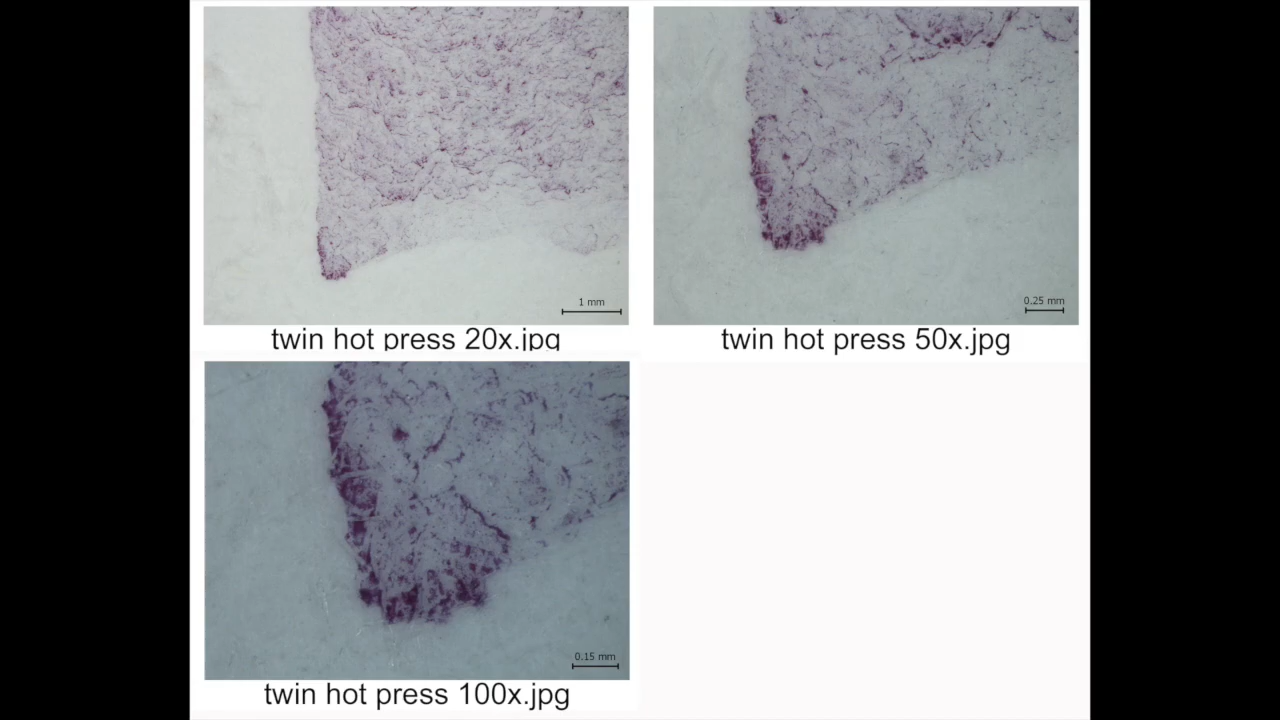 1 mm
0.25 mm
twin hot press 20x.jpg
twin hot press 50x.jpg
0.15 mm
twin hot press 100x.jpg